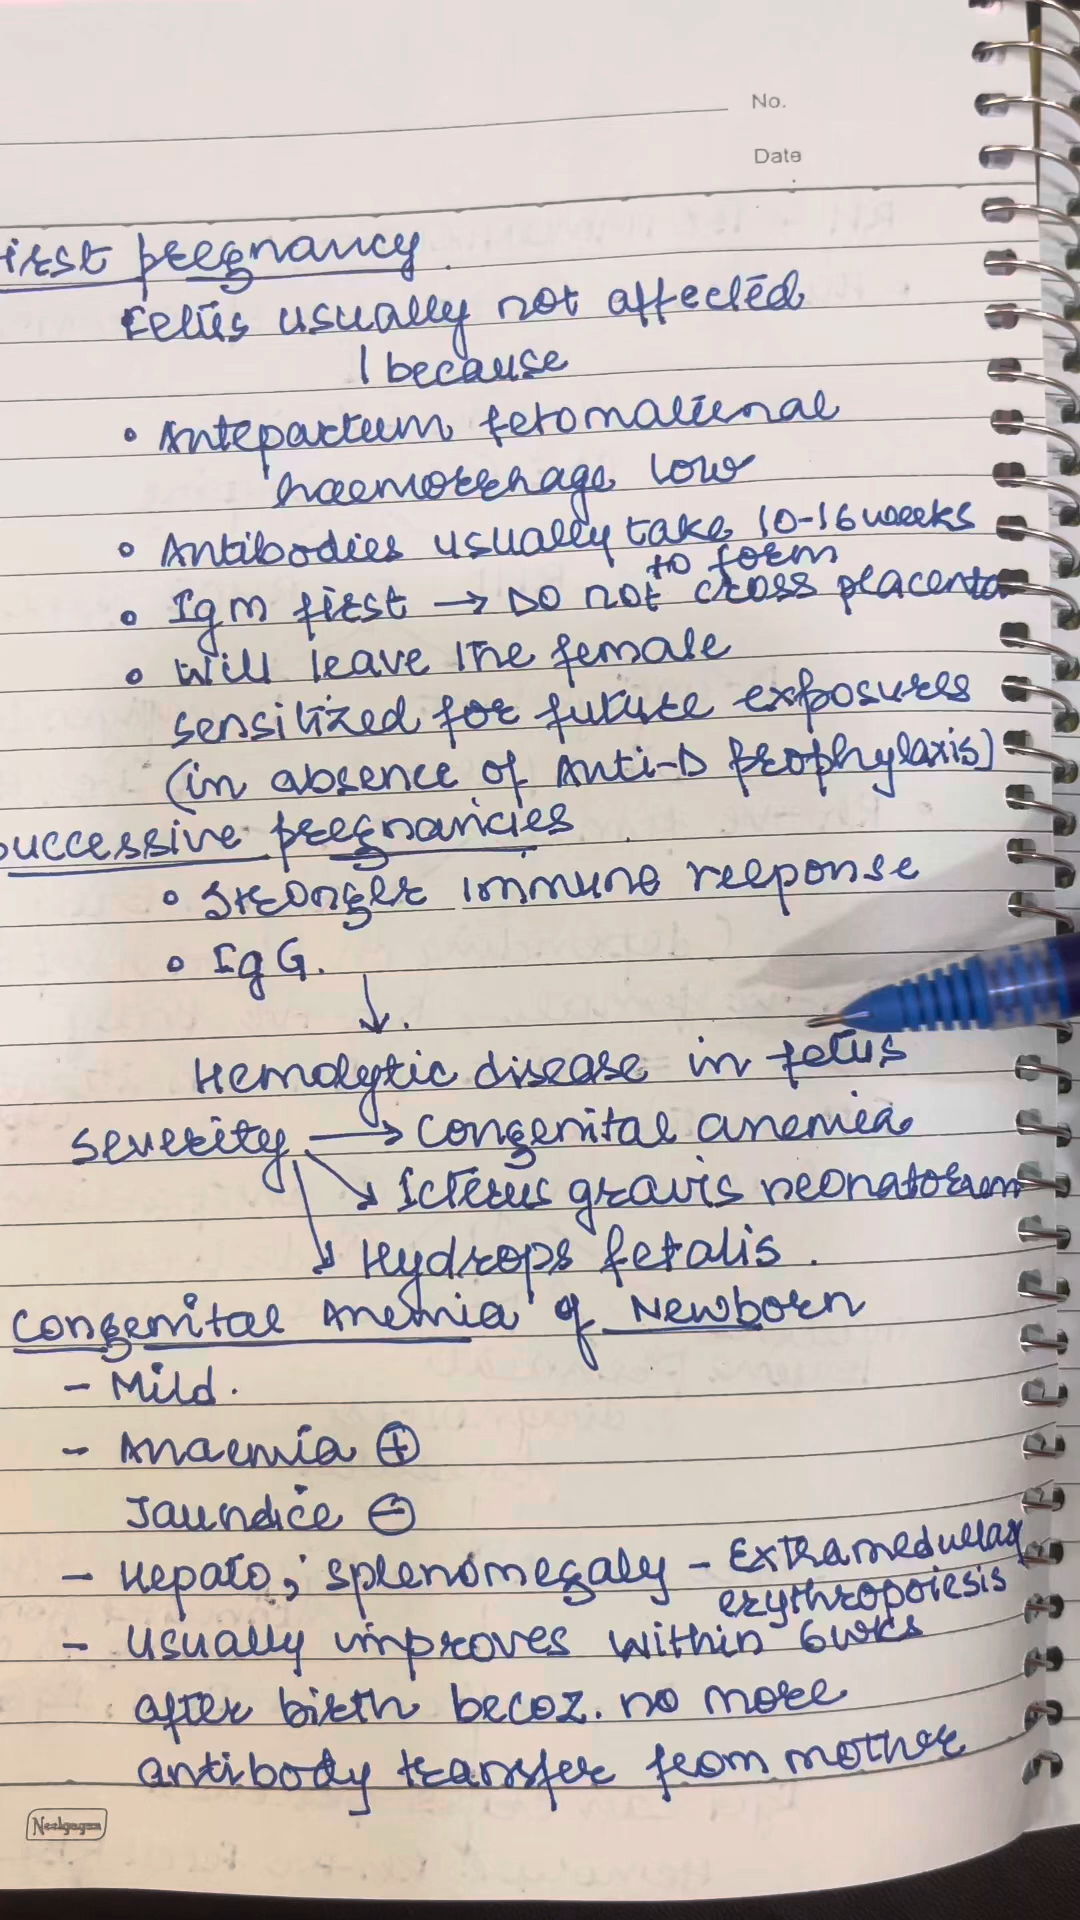 No.
Date
irst pregnancy
Fetus usually not affected
| because
• Antepartum fetomaternal
haemorrhage low
• Antibodies usually take 10-16 weeks
to form
• IgM first → Do not cross placenta
• Will leave the female
sensitized for future exposures
(in absence of Anti-D prophylaxis)
Successive pregnancies
• Stronger immune reeponse
• IgG.
↓
Hemolytic disease in fetus
Severity → Congenital anemia
↘ Icterus gravis neonatorum
↓ Hydrops fetalis.
Congenital Anemia of Newborn
- Mild.
- Anaemia ⊕
Jaundice ⊖
- Hepato, splenomegaly - Extramedullary
erythropoiesis
- Usually improves within 6wks
after birth becoz. no more
antibody transfer from mother